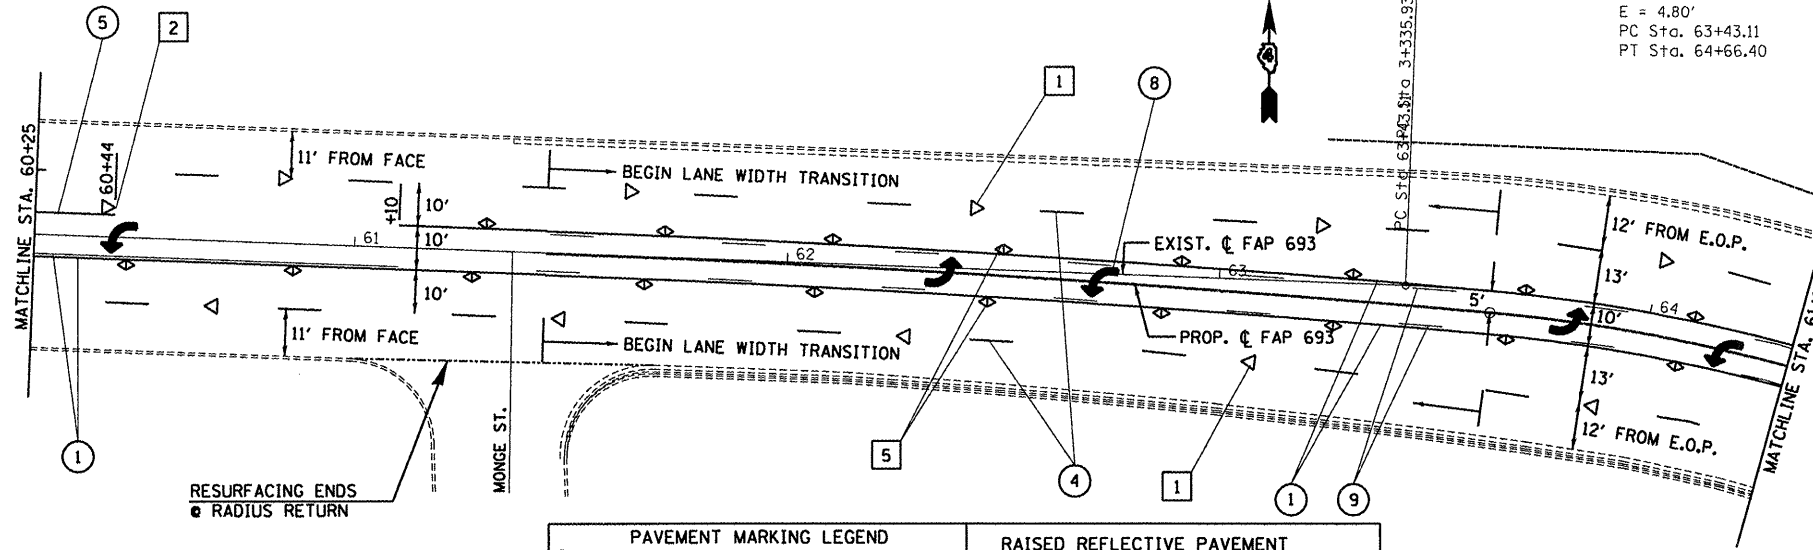 5
2
1
8
E = 4.80'
PC Sta. 63+43.11
PT Sta. 64+66.40
PC Sta 63+43.11
Sta 3+335.93
MATCHLINE STA. 60+25
60+44
11' FROM FACE
+10
10'
10'
10'
BEGIN LANE WIDTH TRANSITION
61
62
63
64
EXIST. ℄ FAP 693
PROP. ℄ FAP 693
12' FROM E.O.P.
13'
5'
10'
13'
12' FROM E.O.P.
11' FROM FACE
BEGIN LANE WIDTH TRANSITION
MONGE ST.
RESURFACING ENDS
@ RADIUS RETURN
1
5
4
1
1
9
MATCHLINE STA.
PAVEMENT MARKING LEGEND
RAISED REFLECTIVE PAVEMENT